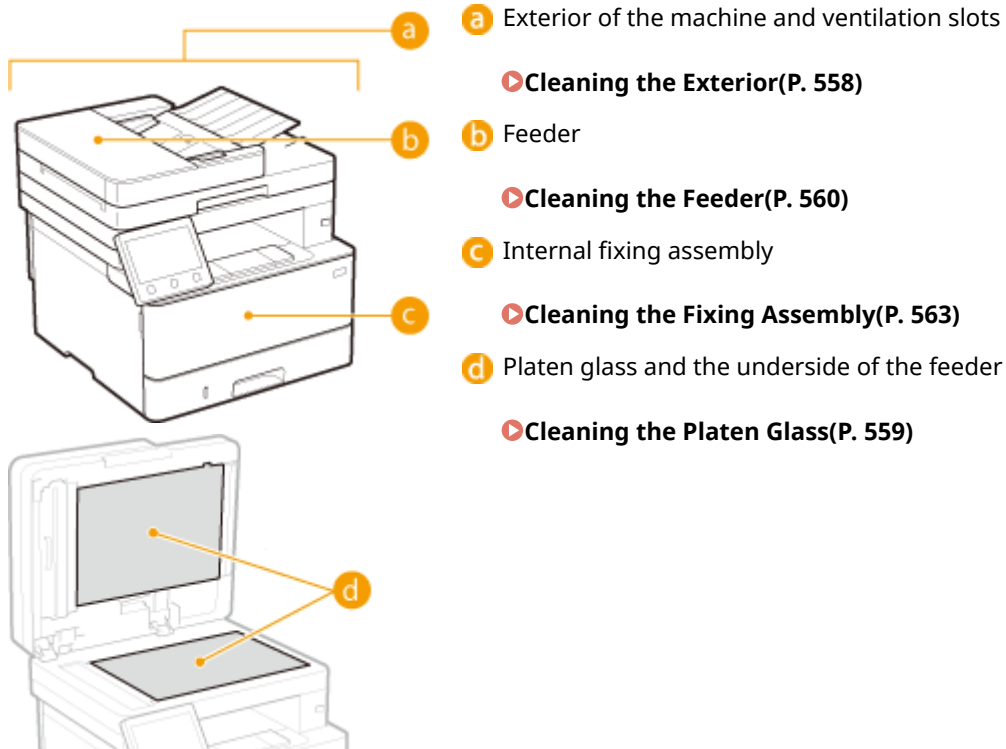 a Exterior of the machine and ventilation slots
Cleaning the Exterior(P. 558)
b Feeder
Cleaning the Feeder(P. 560)
c Internal fixing assembly
Cleaning the Fixing Assembly(P. 563)
d Platen glass and the underside of the feeder
Cleaning the Platen Glass(P. 559)
a
b
c
d